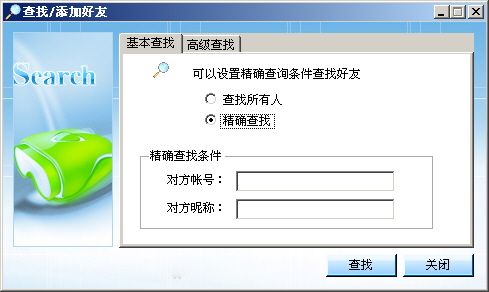 查找/添加好友
基本查找 高级查找
Search
可以设置精确查询条件查找好友
查找所有人
精确查找
精确查找条件
对方帐号：
对方昵称：
查找 关闭